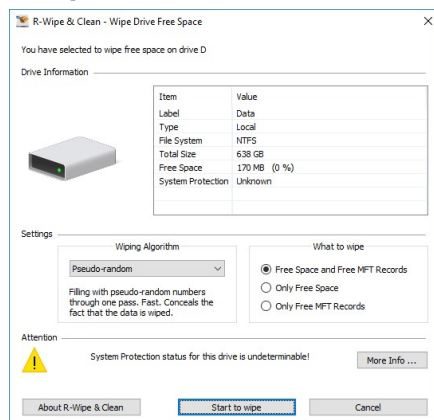 R-Wipe & Clean - Wipe Drive Free Space
You have selected to wipe free space on drive D
Drive Information
Item Value
Label Data
Type Local
File System NTFS
Total Size 638 GB
Free Space 170 MB (0 %)
System Protection Unknown
Settings
Wiping Algorithm
Pseudo-random
Filling with pseudo-random numbers
through one pass. Fast. Conceals the
fact that the data is wiped.
What to wipe
Free Space and Free MFT Records
Only Free Space
Only Free MFT Records
Attention
System Protection status for this drive is undeterminable!
More Info ...
About R-Wipe & Clean Start to wipe Cancel